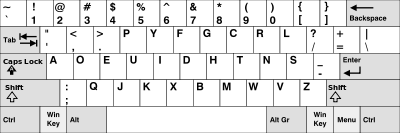 ~ ! @ # $ % ^ & * ( ) { }
` 1 2 3 4 5 6 7 8 9 0 [ ] Backspace
Tab " < > P Y F G C R L ? + |
' , . / = \
Caps Lock A O E U I D H T N S _ Enter
-
Shift : Q J K X B M W V Z Shift
;
Ctrl Win Key Alt Alt Gr Win Key Menu Ctrl